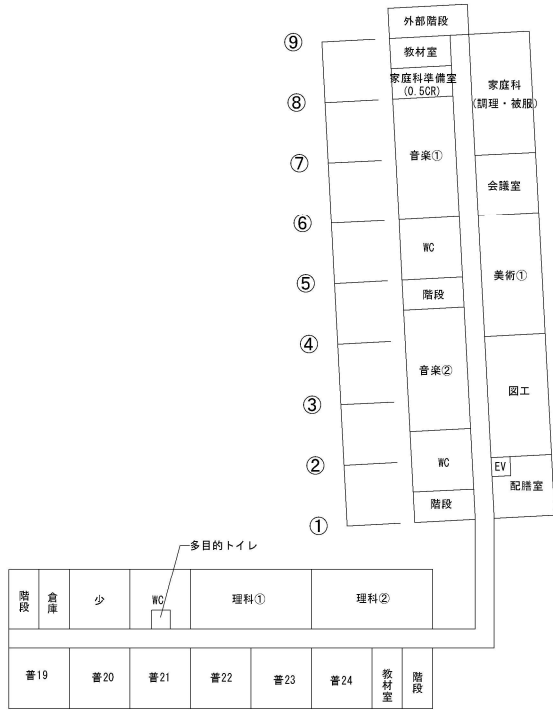 外部階段
⑨
教材室
家庭科準備室
(0.5CR)
家庭科
(調理・被服)
⑧
音楽①
⑦
会議室
⑥
WC
美術①
⑤
階段
④
音楽②
図工
③
②
WC
EV
配膳室
階段
①
多目的トイレ
階段
倉庫
少
WC
理科①
理科②
普19
普20
普21
普22
普23
普24
教材室
階段